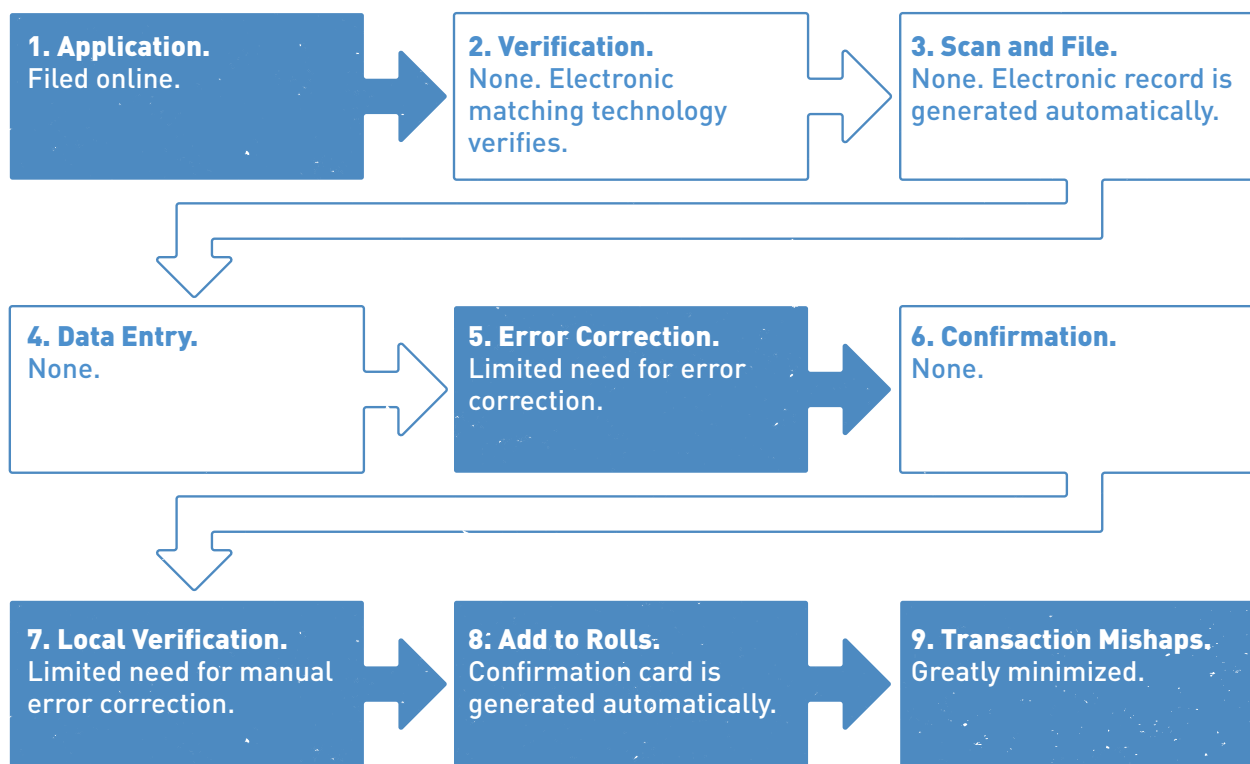 1. Application.
Filed online.
2. Verification.
None. Electronic
matching technology
verifies.
3. Scan and File.
None. Electronic record is
generated automatically.
4. Data Entry.
None.
5. Error Correction.
Limited need for error
correction.
6. Confirmation.
None.
7. Local Verification.
Limited need for manual
error correction.
8. Add to Rolls.
Confirmation card is
generated automatically.
9. Transaction Mishaps.
Greatly minimized.